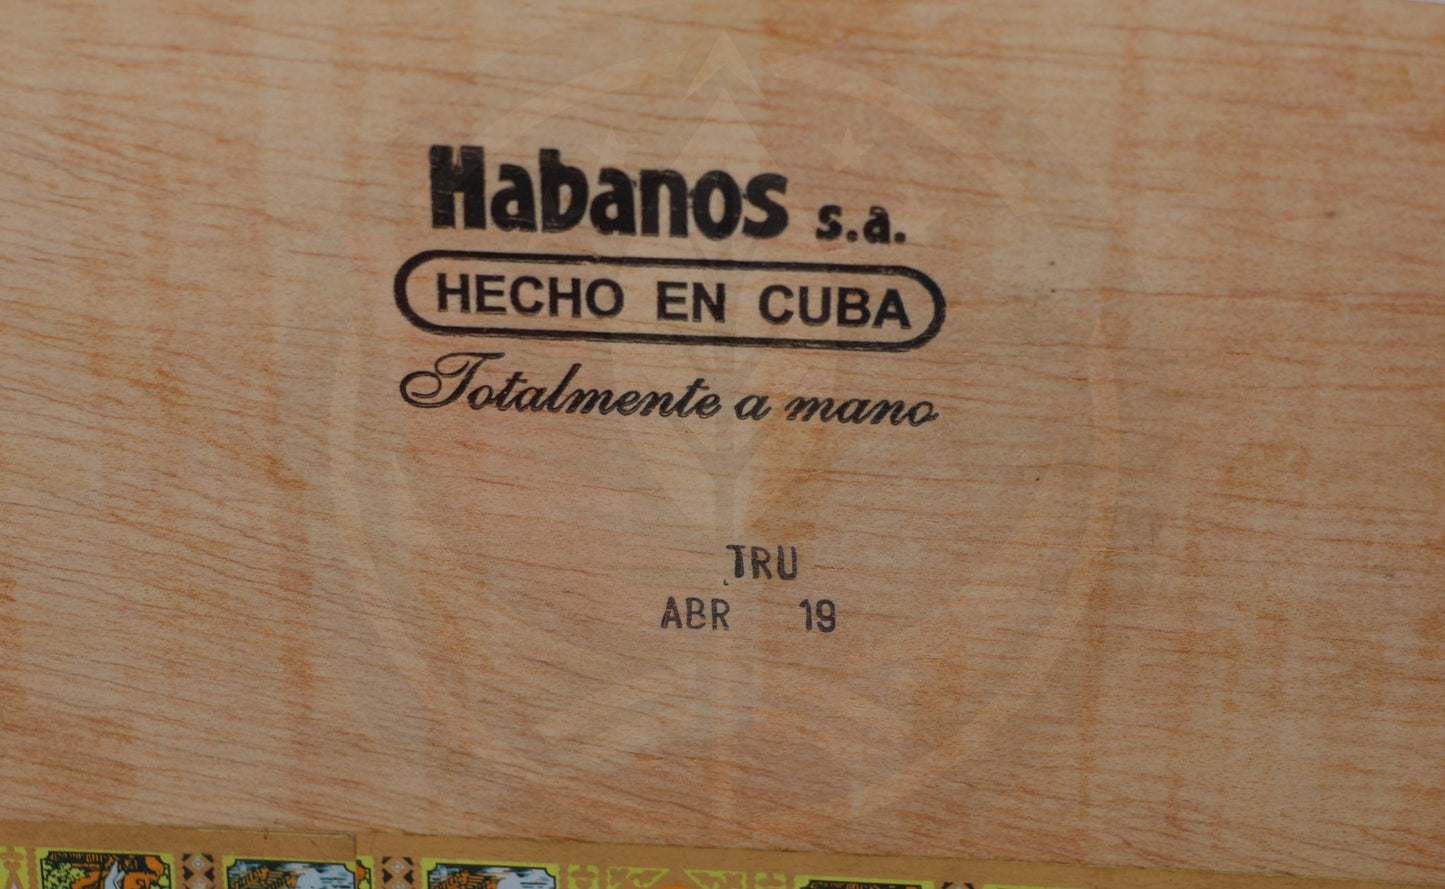 Habanos s.a.
HECHO EN CUBA
Totalmente a mano
TRU
ABR 19